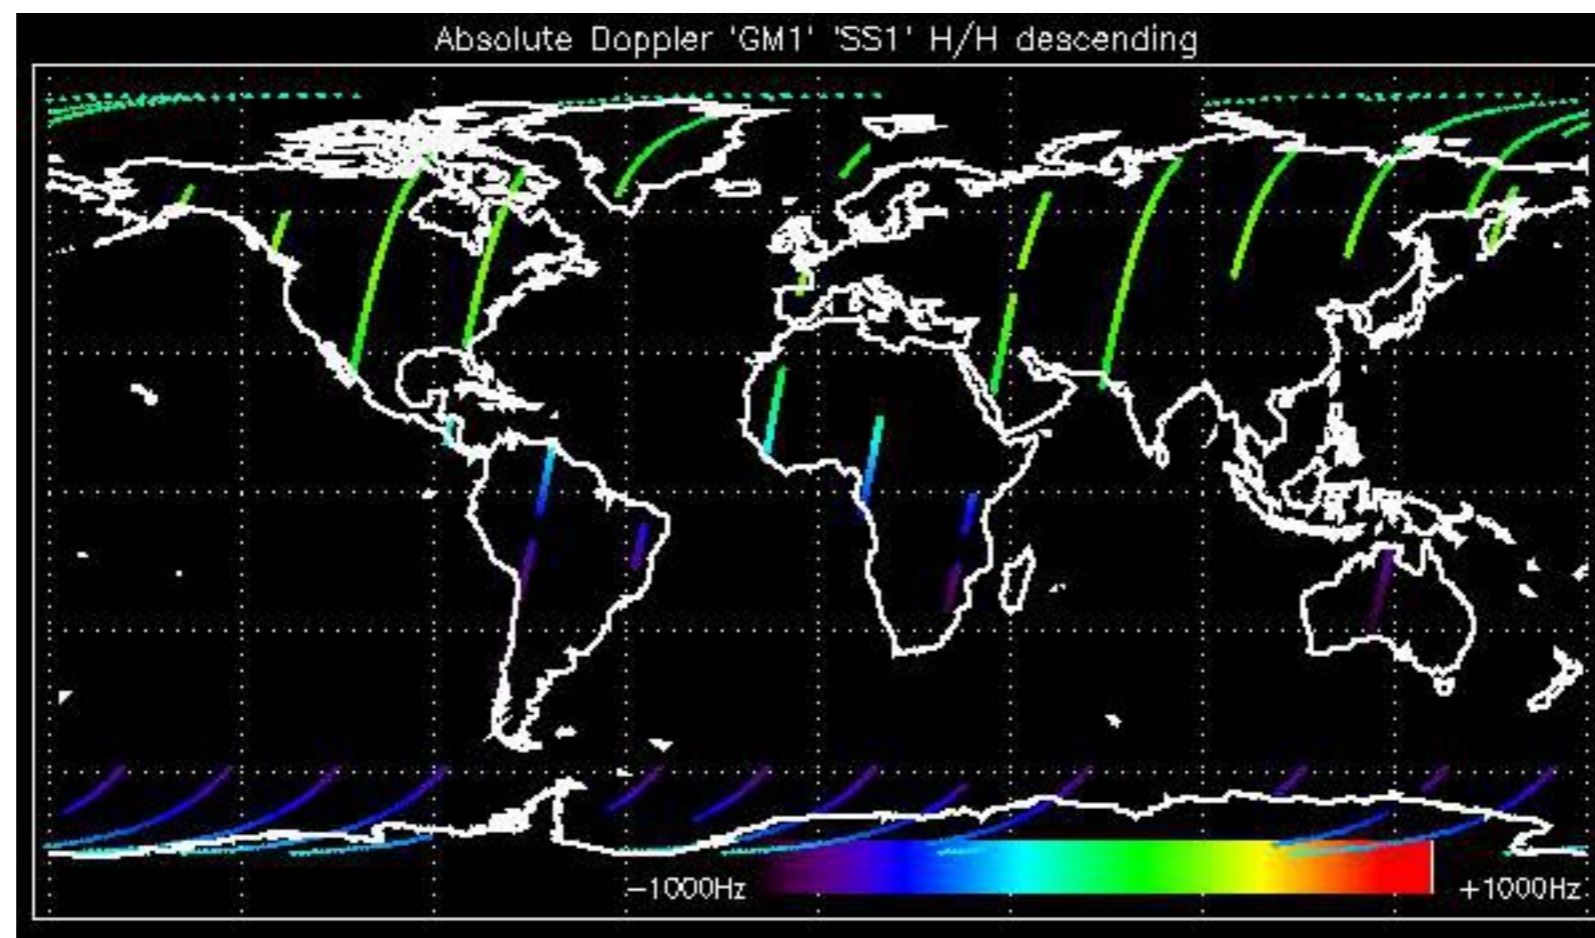 Absolute Doppler 'GM1' 'SS1' H/H descending
−1000Hz
+1000Hz